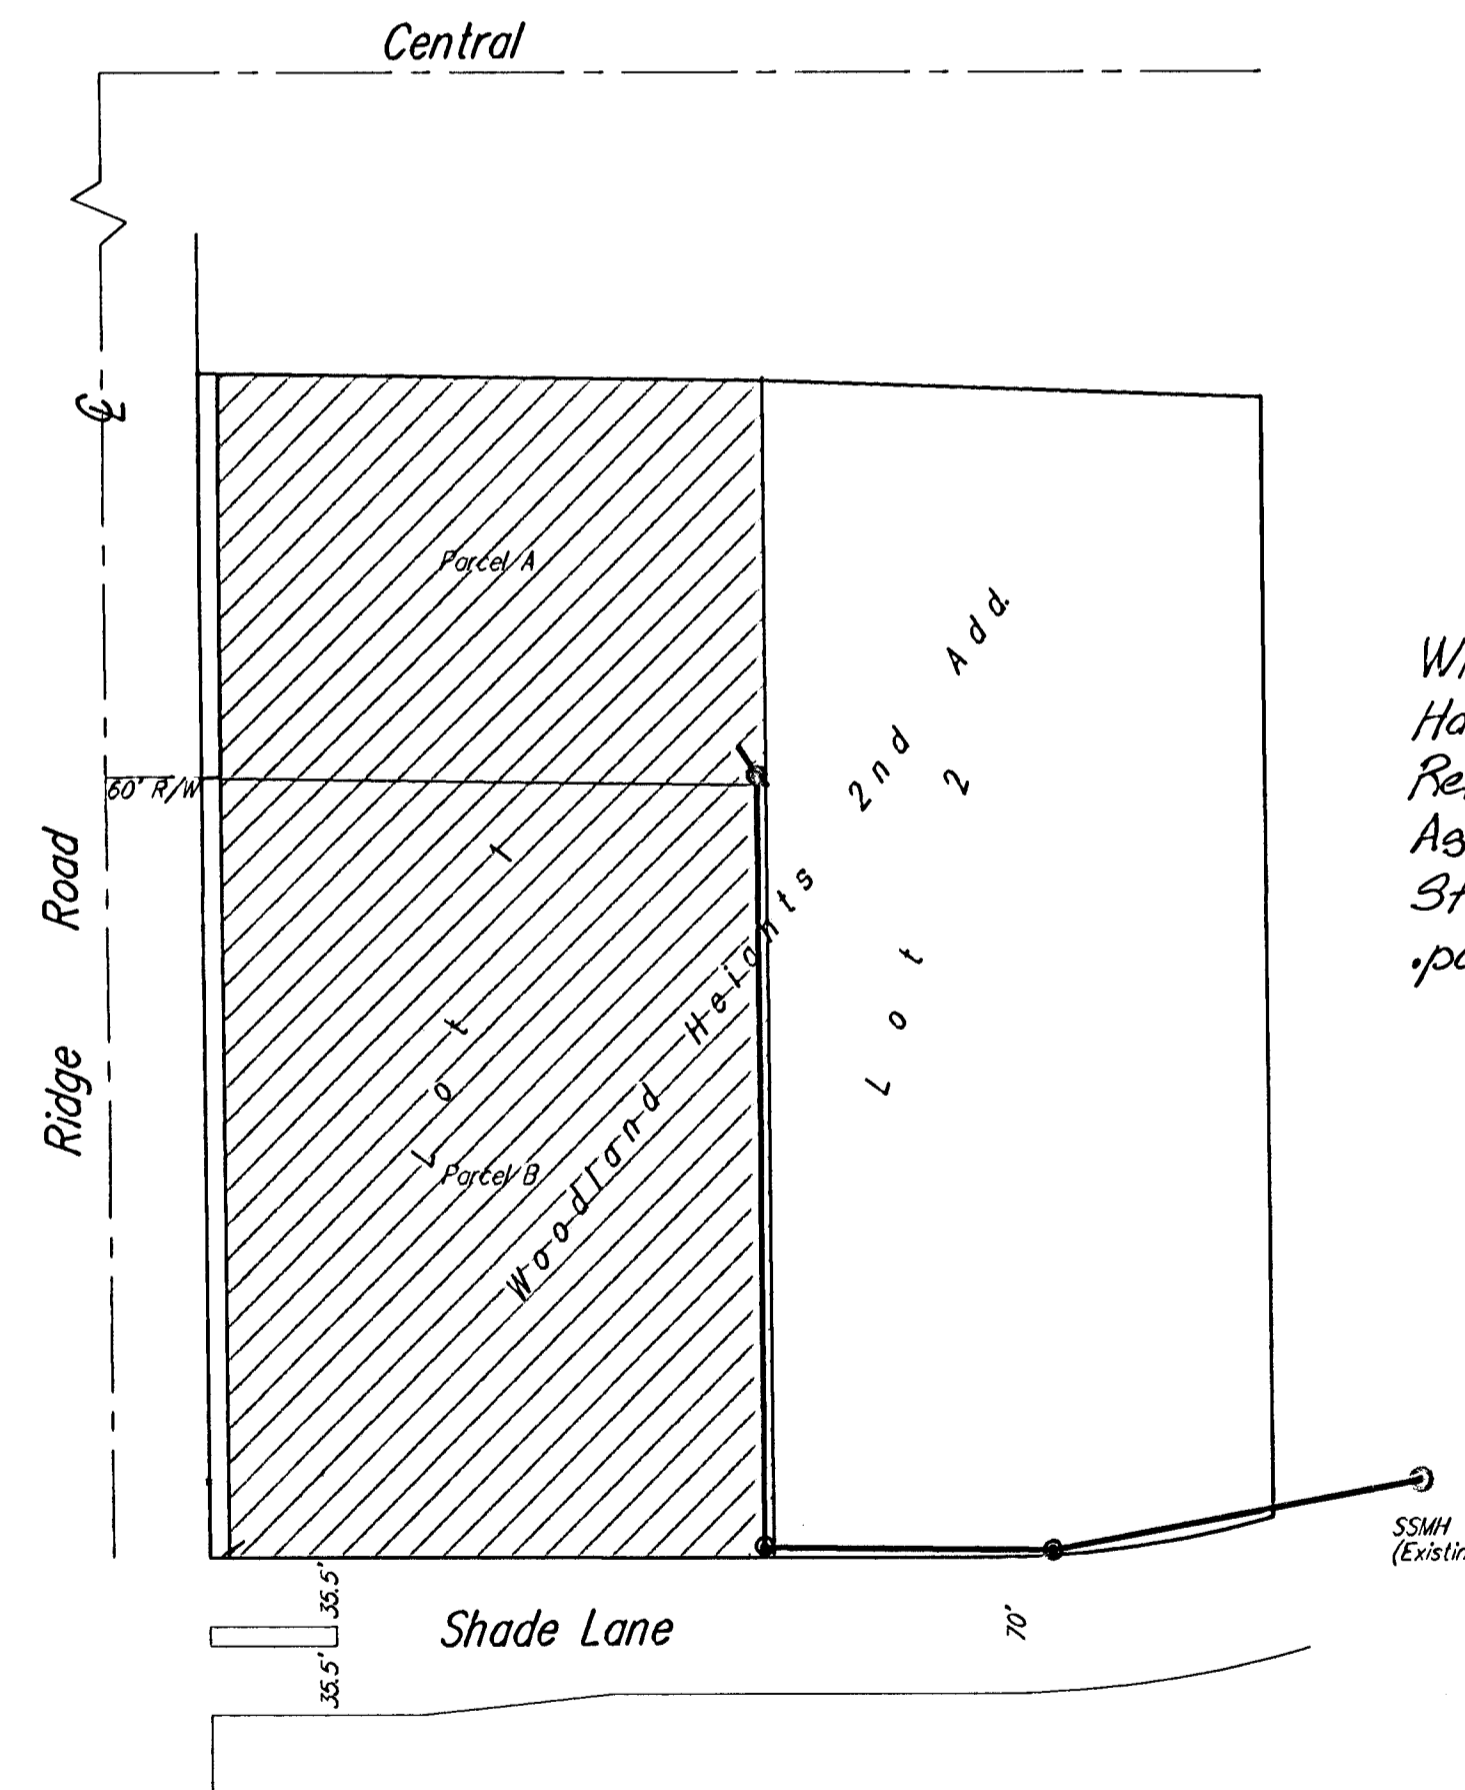 Central
℄
Parcel A
60' R/W
Ridge Road
Lot 1
Parcel B
Woodland Heights 2nd Add.
Lot 2
SSMH
35.5'
35.5'
Shade Lane
70'